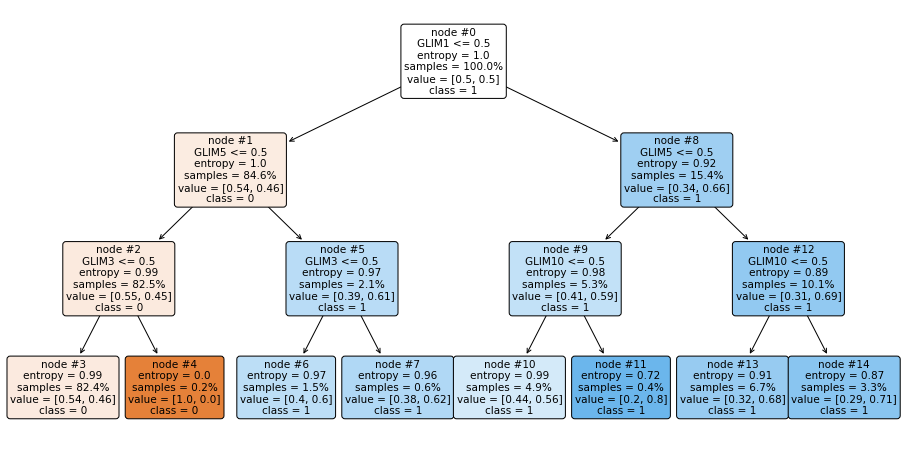 node #0
GLIM1 <= 0.5
entropy = 1.0
samples = 100.0%
value = [0.5, 0.5]
class = 1
node #1
GLIM5 <= 0.5
entropy = 1.0
samples = 84.6%
value = [0.54, 0.46]
class = 0
node #8
GLIM5 <= 0.5
entropy = 0.92
samples = 15.4%
value = [0.34, 0.66]
class = 1
node #2
GLIM3 <= 0.5
entropy = 0.99
samples = 82.5%
value = [0.55, 0.45]
class = 0
node #5
GLIM3 <= 0.5
entropy = 0.97
samples = 2.1%
value = [0.39, 0.61]
class = 1
node #9
GLIM10 <= 0.5
entropy = 0.98
samples = 5.3%
value = [0.41, 0.59]
class = 1
node #12
GLIM10 <= 0.5
entropy = 0.89
samples = 10.1%
value = [0.31, 0.69]
class = 1
node #3
entropy = 0.99
samples = 82.4%
value = [0.54, 0.46]
class = 0
node #4
entropy = 0.0
samples = 0.2%
value = [1.0, 0.0]
class = 0
node #6
entropy = 0.97
samples = 1.5%
value = [0.4, 0.6]
class = 1
node #7
entropy = 0.96
samples = 0.6%
value = [0.38, 0.62]
class = 1
node #10
entropy = 0.99
samples = 4.9%
value = [0.44, 0.56]
class = 1
node #11
entropy = 0.72
samples = 0.4%
value = [0.2, 0.8]
class = 1
node #13
entropy = 0.91
samples = 6.7%
value = [0.32, 0.68]
class = 1
node #14
entropy = 0.87
samples = 3.3%
value = [0.29, 0.71]
class = 1